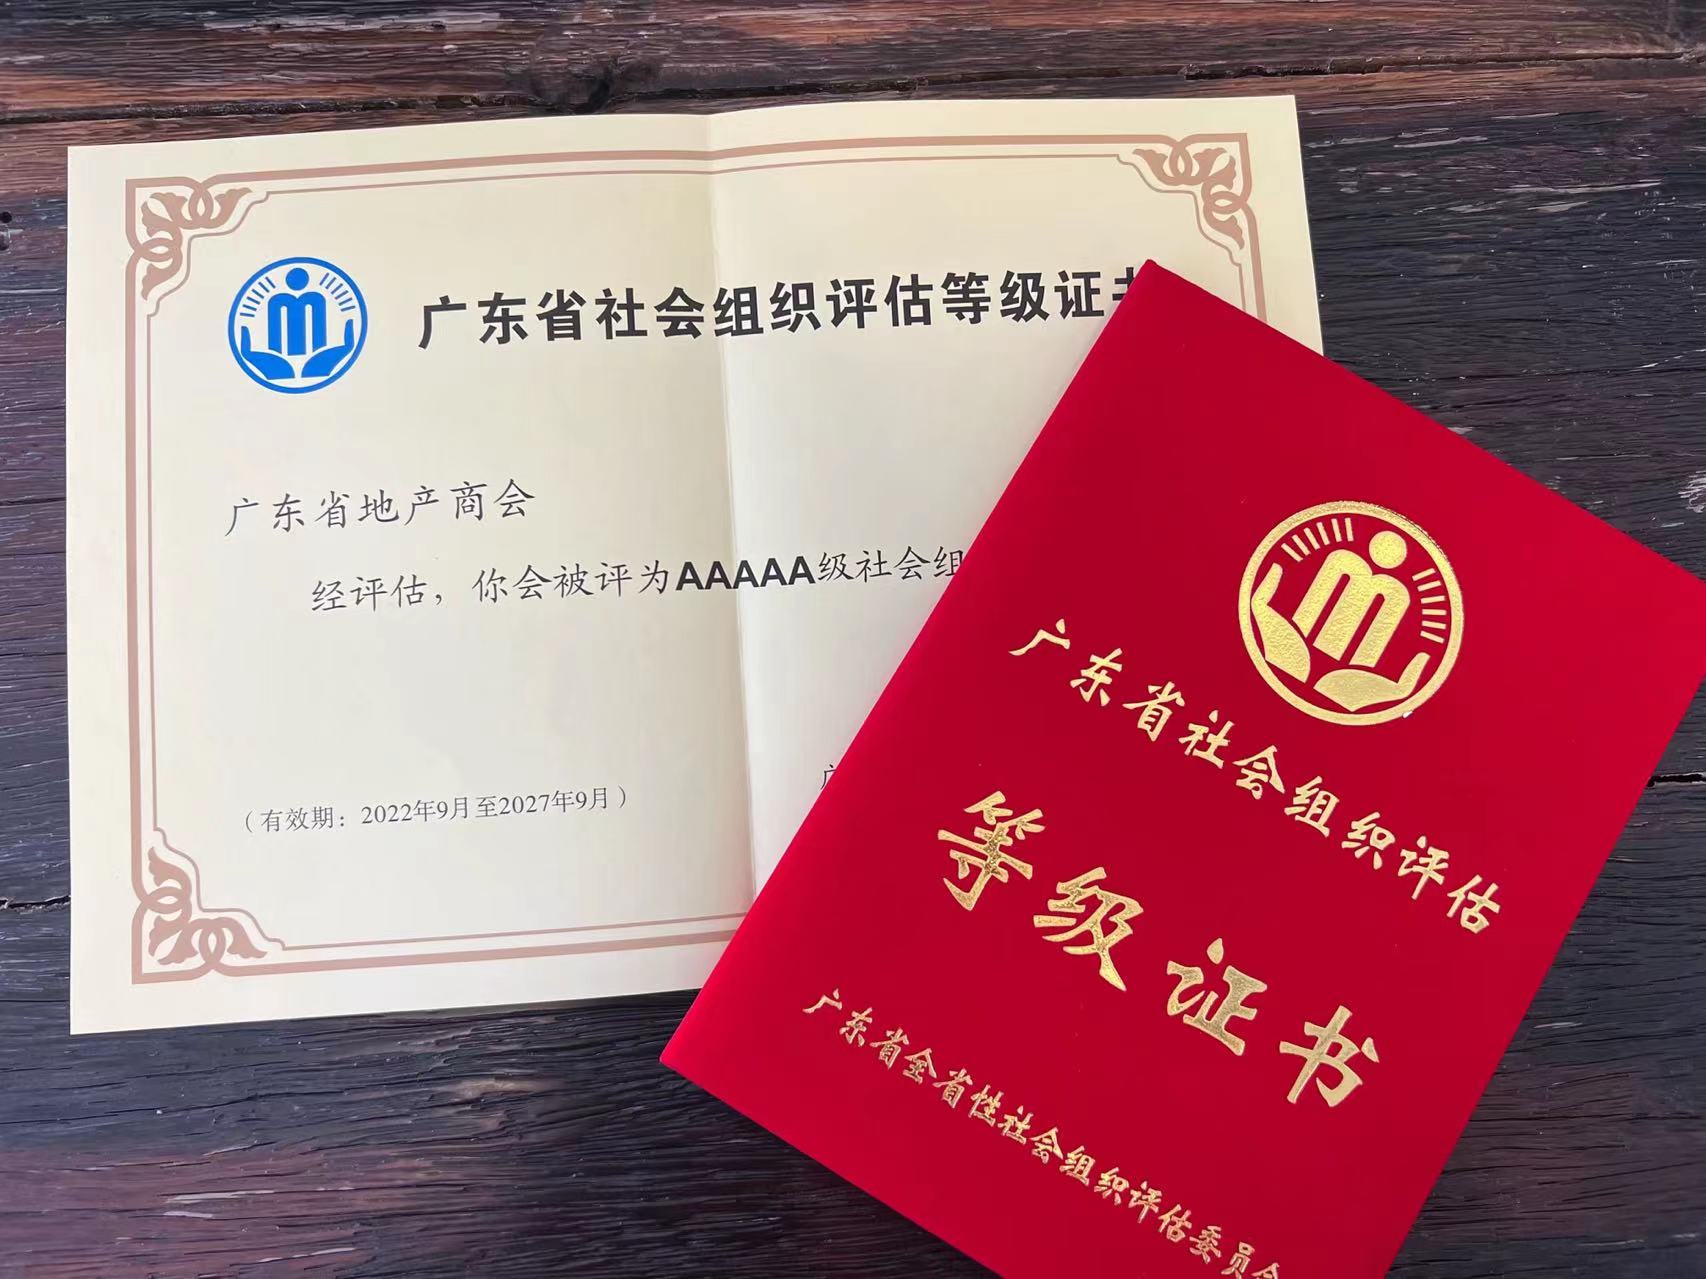 广东省社会组织评估等级证书
广东省地产商会
经评估，你会被评为AAAAA级社会组
（有效期：2022年9月至2027年9月）
广
广东省社会组织评估
等级证书
广东省全省性社会组织评估委员会